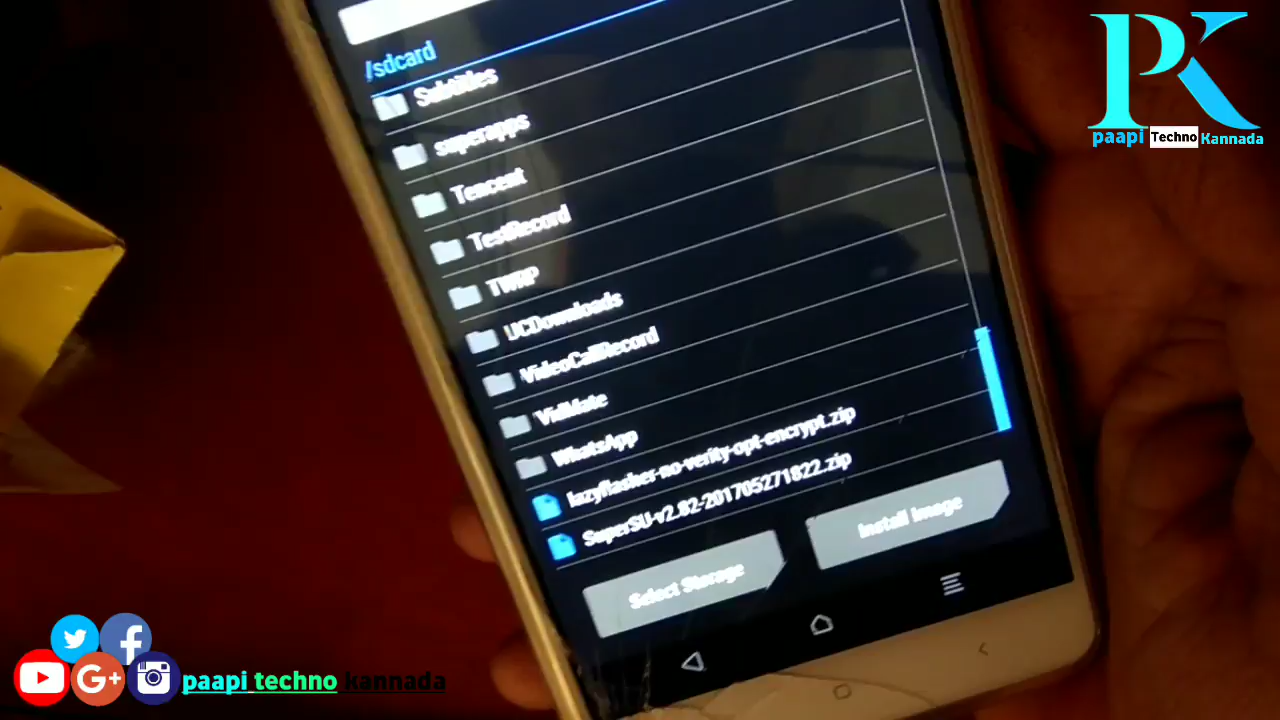 /sdcard
Subtitles
superapps
Tencent
TestRecord
TWRP
UCDownloads
VideoCallRecord
VidMate
WhatsApp
lazyflasher-no-verity-opt-encrypt.zip
SuperSU-v2.82-201705271822.zip
Select Storage
Install Image
PK
paapi Techno Kannada
paapi techno kannada